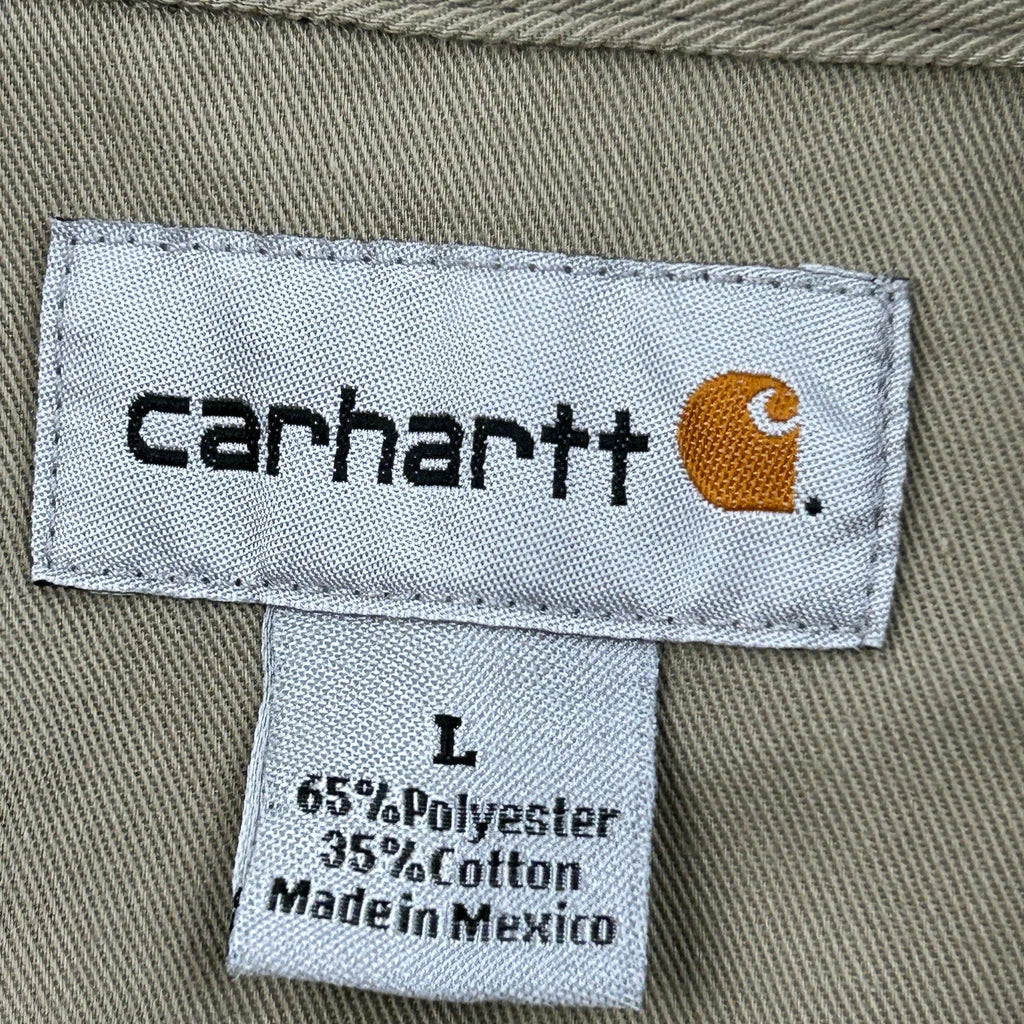 carhartt
L
65%Polyester
35%Cotton
Made in Mexico